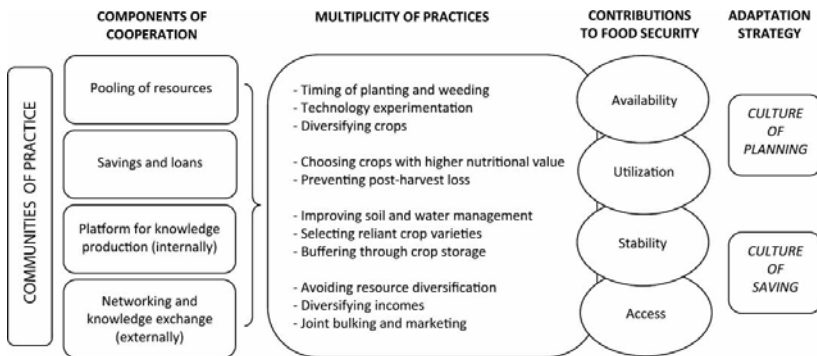 COMPONENTS OF
COOPERATION
MULTIPLICITY OF PRACTICES
CONTRIBUTIONS
TO FOOD SECURITY
ADAPTATION
STRATEGY
COMMUNITIES OF PRACTICE
Pooling of resources
Savings and loans
Platform for knowledge
production (internally)
Networking and
knowledge exchange
(externally)
- Timing of planting and weeding
- Technology experimentation
- Diversifying crops
- Choosing crops with higher nutritional value
- Preventing post-harvest loss
- Improving soil and water management
- Selecting reliant crop varieties
- Buffering through crop storage
- Avoiding resource diversification
- Diversifying incomes
- Joint bulking and marketing
Availability
Utilization
Stability
Access
CULTURE
OF
PLANNING
CULTURE
OF
SAVING